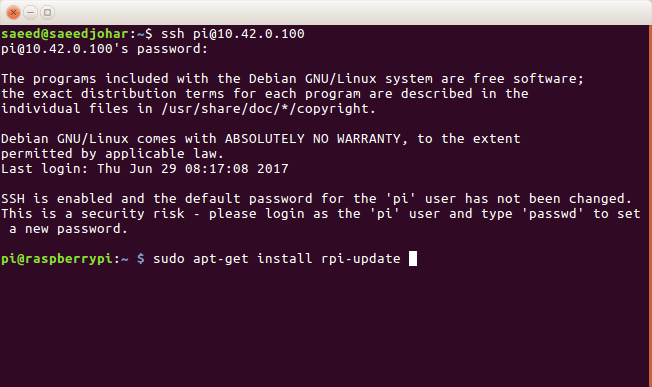 saeed@saeedjohar:~$ ssh pi@10.42.0.100
pi@10.42.0.100's password:
The programs included with the Debian GNU/Linux system are free software;
the exact distribution terms for each program are described in the
individual files in /usr/share/doc/*/copyright.
Debian GNU/Linux comes with ABSOLUTELY NO WARRANTY, to the extent
permitted by applicable law.
Last login: Thu Jun 29 08:17:08 2017
SSH is enabled and the default password for the 'pi' user has not been changed.
This is a security risk - please login as the 'pi' user and type 'passwd' to set
 a new password.
pi@raspberrypi:~ $ sudo apt-get install rpi-update